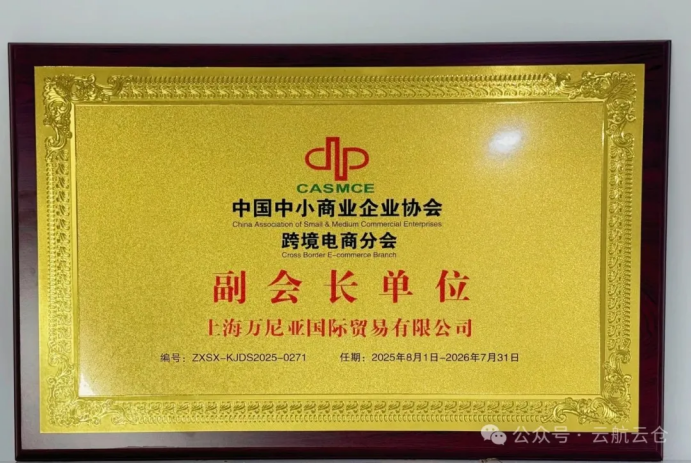 CASMCE
中国中小商业企业协会
China Association of Small & Medium Commercial Enterprises
跨境电商分会
Cross Border E-commerce Branch
副会长单位
上海万尼亚国际贸易有限公司
编号：ZXSX-KJDS2025-0271 任期：2025年8月1日-2026年7月31日
公众号·云航云仓